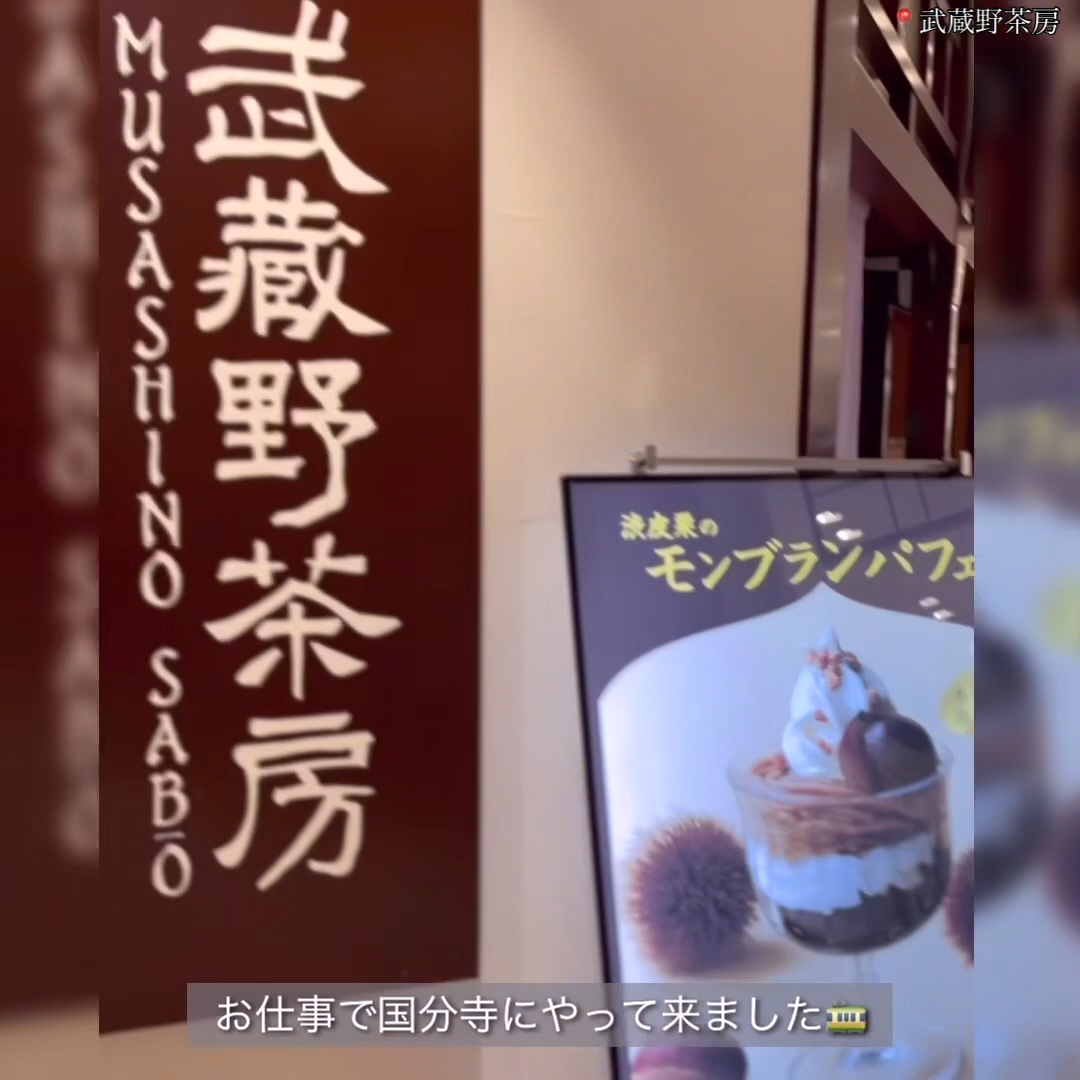 📍武蔵野茶房
武蔵野茶房
MUSASHINO SABŌ
渋皮栗の
モンブランパフェ
お仕事で国分寺にやって来ました🚃